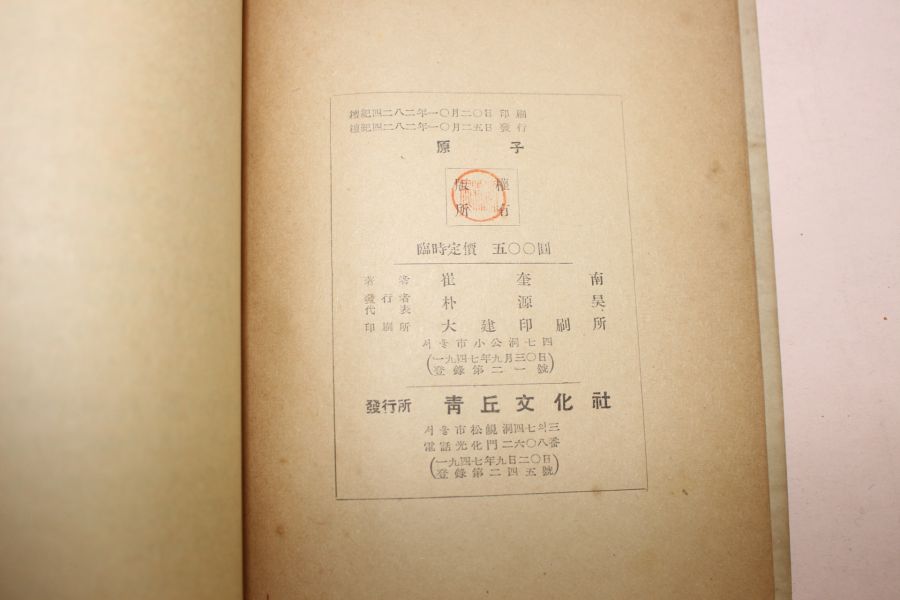 檀紀四二八二年一〇月二〇日 印刷
檀紀四二八二年一〇月二五日 發行
原子
版權
所有
臨時定價 五〇〇圓
著者 崔奎南
發行者代表 朴源昊
印刷所 大建印刷所
서울市小公洞七四
(一九四七年九月三〇日
登錄第二一號)
發行所 靑丘文化社
서울市松峴洞四七의三
電話光化門二六〇八番
(一九四七年九日二〇日
登錄第二四五號)